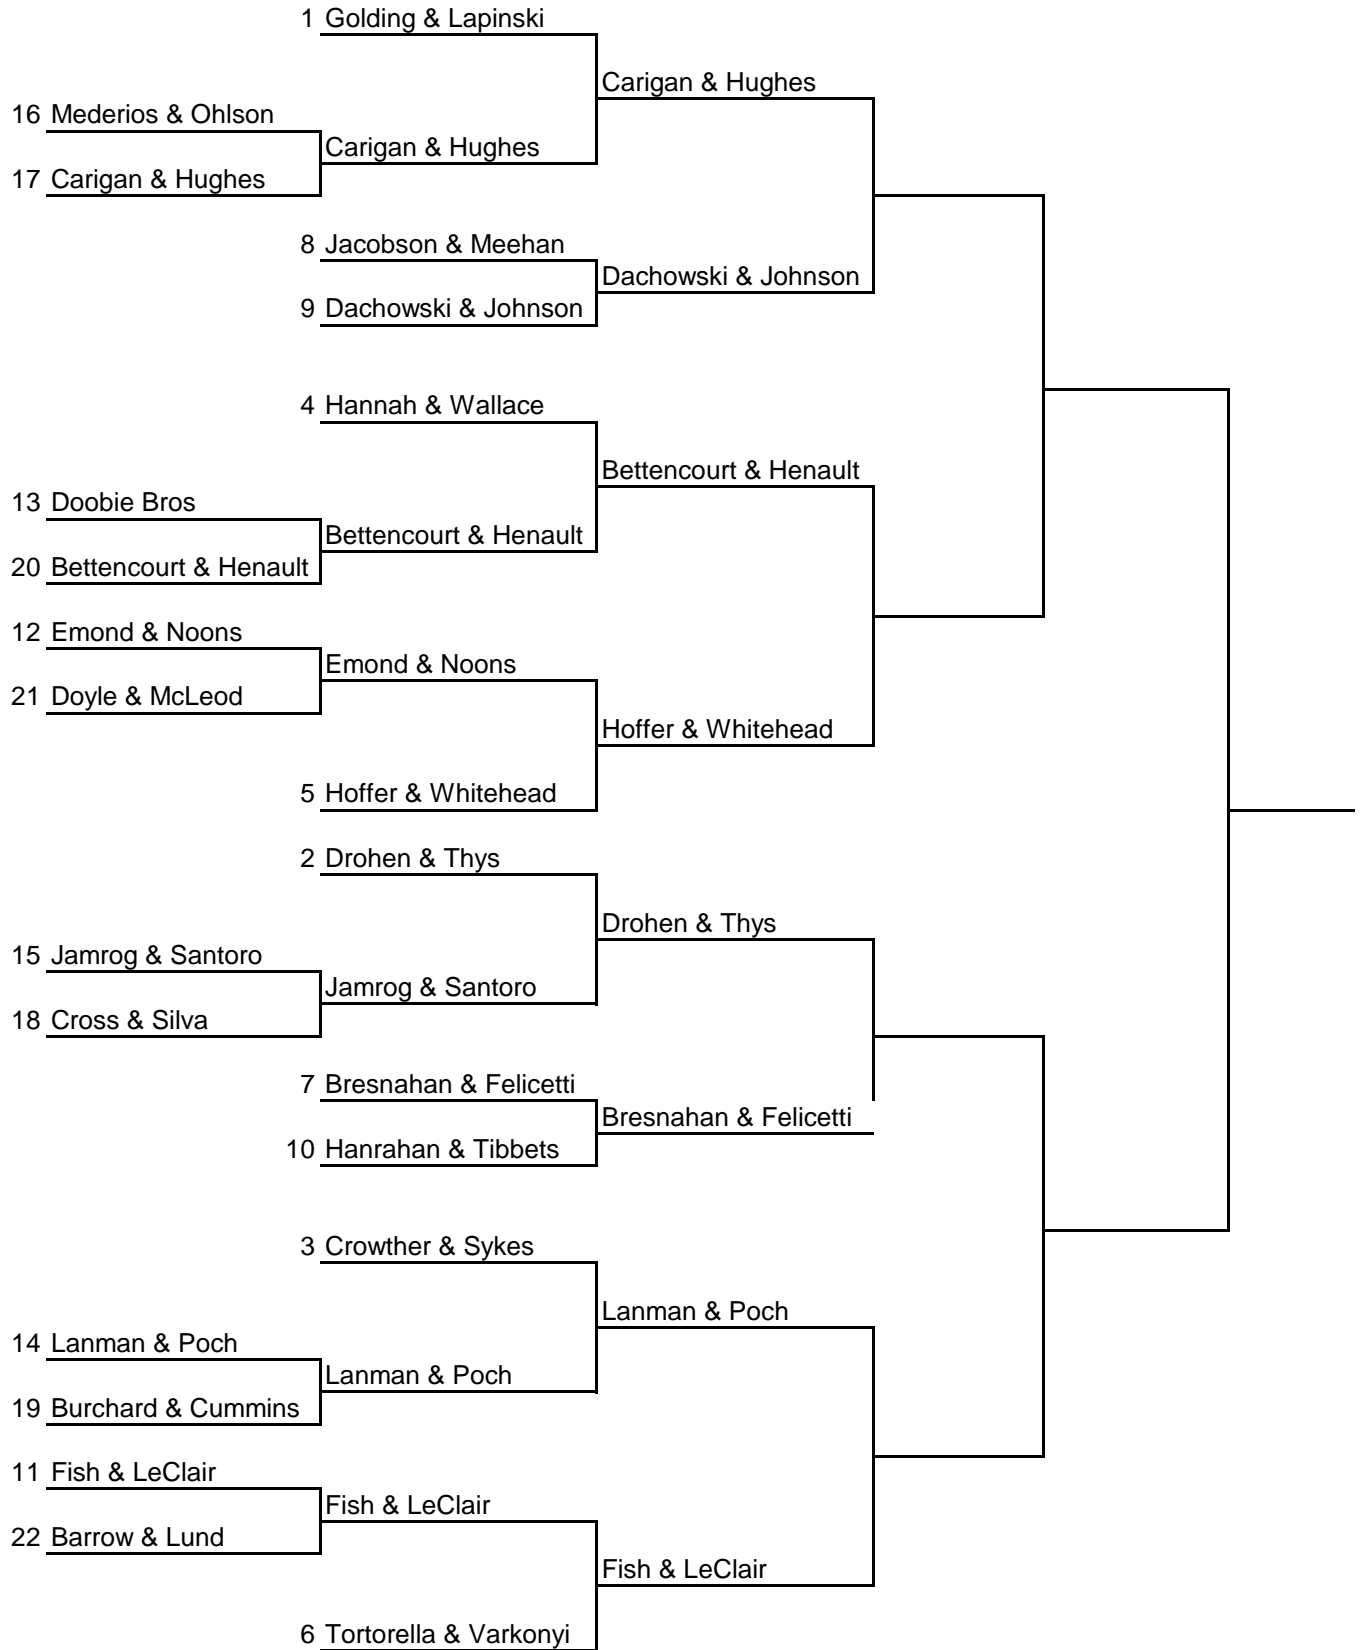 1 Golding & Lapinski
Carigan & Hughes
16 Mederios & Ohlson
Carigan & Hughes
17 Carigan & Hughes
8 Jacobson & Meehan
Dachowski & Johnson
9 Dachowski & Johnson
4 Hannah & Wallace
Bettencourt & Henault
13 Doobie Bros
Bettencourt & Henault
20 Bettencourt & Henault
12 Emond & Noons
Emond & Noons
21 Doyle & McLeod
Hoffer & Whitehead
5 Hoffer & Whitehead
2 Drohen & Thys
Drohen & Thys
15 Jamrog & Santoro
Jamrog & Santoro
18 Cross & Silva
7 Bresnahan & Felicetti
Bresnahan & Felicetti
10 Hanrahan & Tibbets
3 Crowther & Sykes
Lanman & Poch
14 Lanman & Poch
Lanman & Poch
19 Burchard & Cummins
11 Fish & LeClair
Fish & LeClair
22 Barrow & Lund
Fish & LeClair
6 Tortorella & Varkonyi